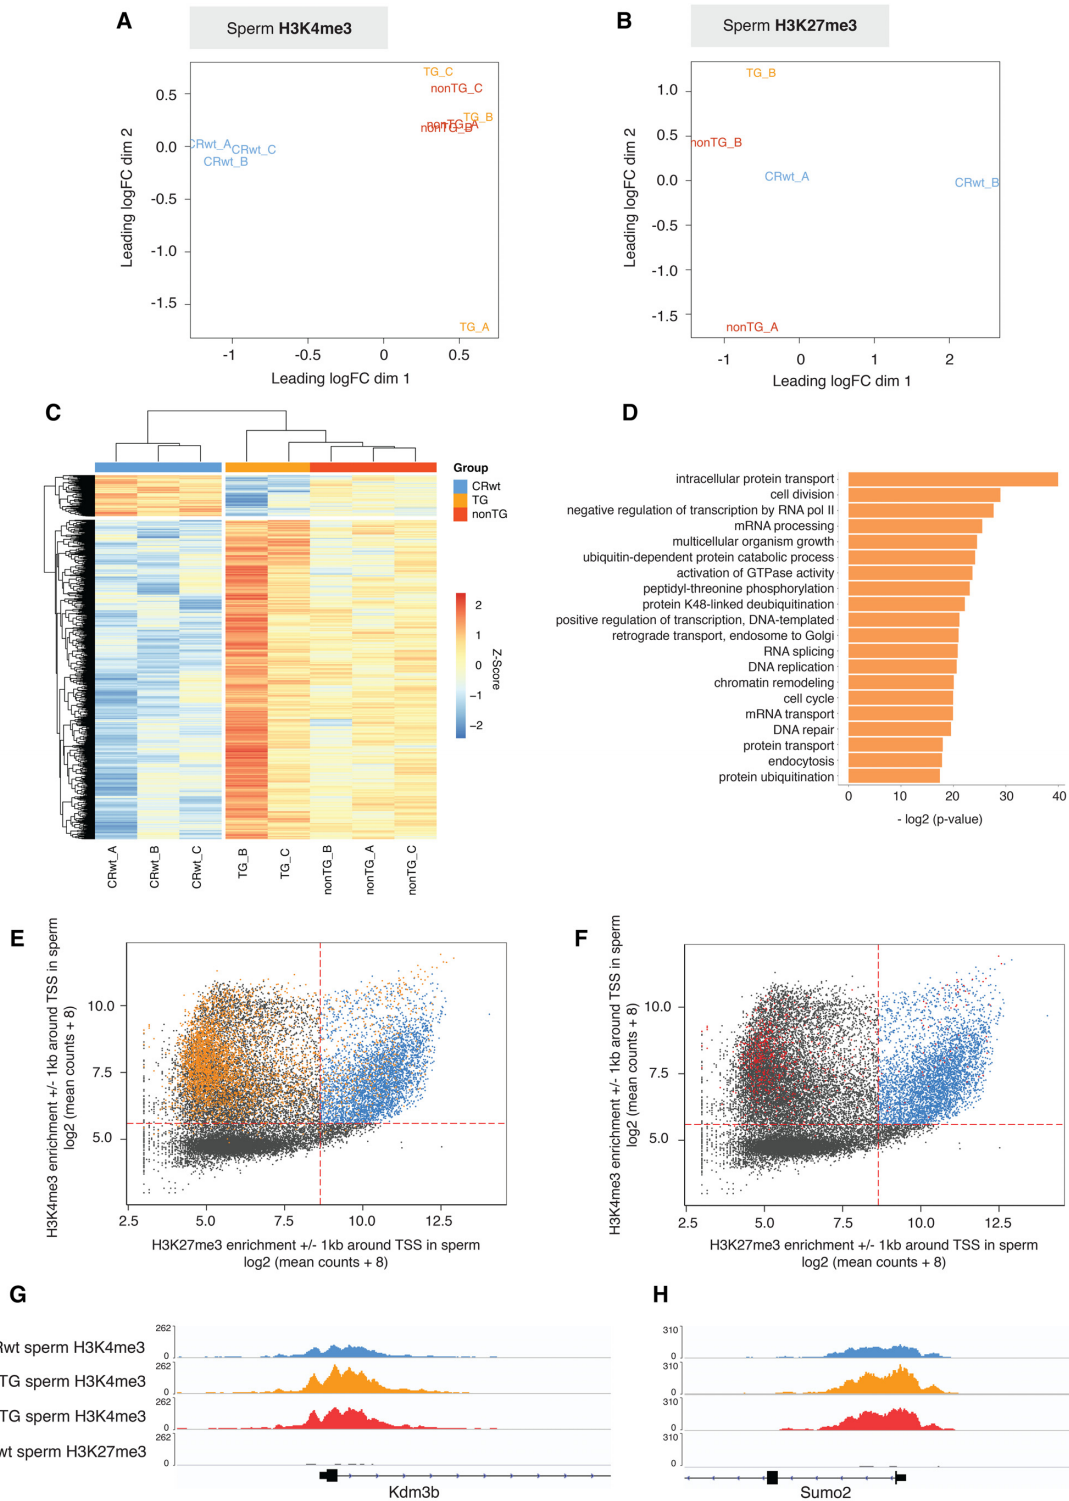 A
Sperm H3K4me3
B
Sperm H3K27me3
Leading logFC dim 2
0.5
0.0
-0.5
-1.0
-1.5
TG_C
nonTG_C
TG_B
nonTG_A
nonTG_B
CRwt_A
CRwt_C
CRwt_B
TG_A
-1
-0.5
0
0.5
Leading logFC dim 1
Leading logFC dim 2
1.0
0.5
0.0
-0.5
-1.0
-1.5
TG_B
nonTG_B
CRwt_A
CRwt_B
nonTG_A
-1
0
1
2
Leading logFC dim 1
C
Group
CRwt
TG
nonTG
2
1
0
−1
−2
Z-Score
CRwt_A
CRwt_B
CRwt_C
TG_B
TG_C
nonTG_B
nonTG_A
nonTG_C
D
intracellular protein transport
cell division
negative regulation of transcription by RNA pol II
mRNA processing
multicellular organism growth
ubiquitin-dependent protein catabolic process
activation of GTPase activity
peptidyl-threonine phosphorylation
protein K48-linked deubiquitination
positive regulation of transcription, DNA-templated
retrograde transport, endosome to Golgi
RNA splicing
DNA replication
chromatin remodeling
cell cycle
mRNA transport
DNA repair
protein transport
endocytosis
protein ubiquitination
0
10
20
30
40
- log2 (p-value)
E
H3K4me3 enrichment +/- 1kb around TSS in sperm
log2 (mean counts + 8)
10.0
7.5
5.0
2.5
5.0
7.5
10.0
12.5
H3K27me3 enrichment +/- 1kb around TSS in sperm
log2 (mean counts + 8)
F
H3K4me3 enrichment +/- 1kb around TSS in sperm
log2 (mean counts + 8)
10.0
7.5
5.0
2.5
5.0
7.5
10.0
12.5
H3K27me3 enrichment +/- 1kb around TSS in sperm
log2 (mean counts + 8)
G
Rwt sperm H3K4me3
262
0
TG sperm H3K4me3
262
0
TG sperm H3K4me3
262
0
wt sperm H3K27me3
262
0
Kdm3b
H
310
0
310
0
310
0
310
0
Sumo2